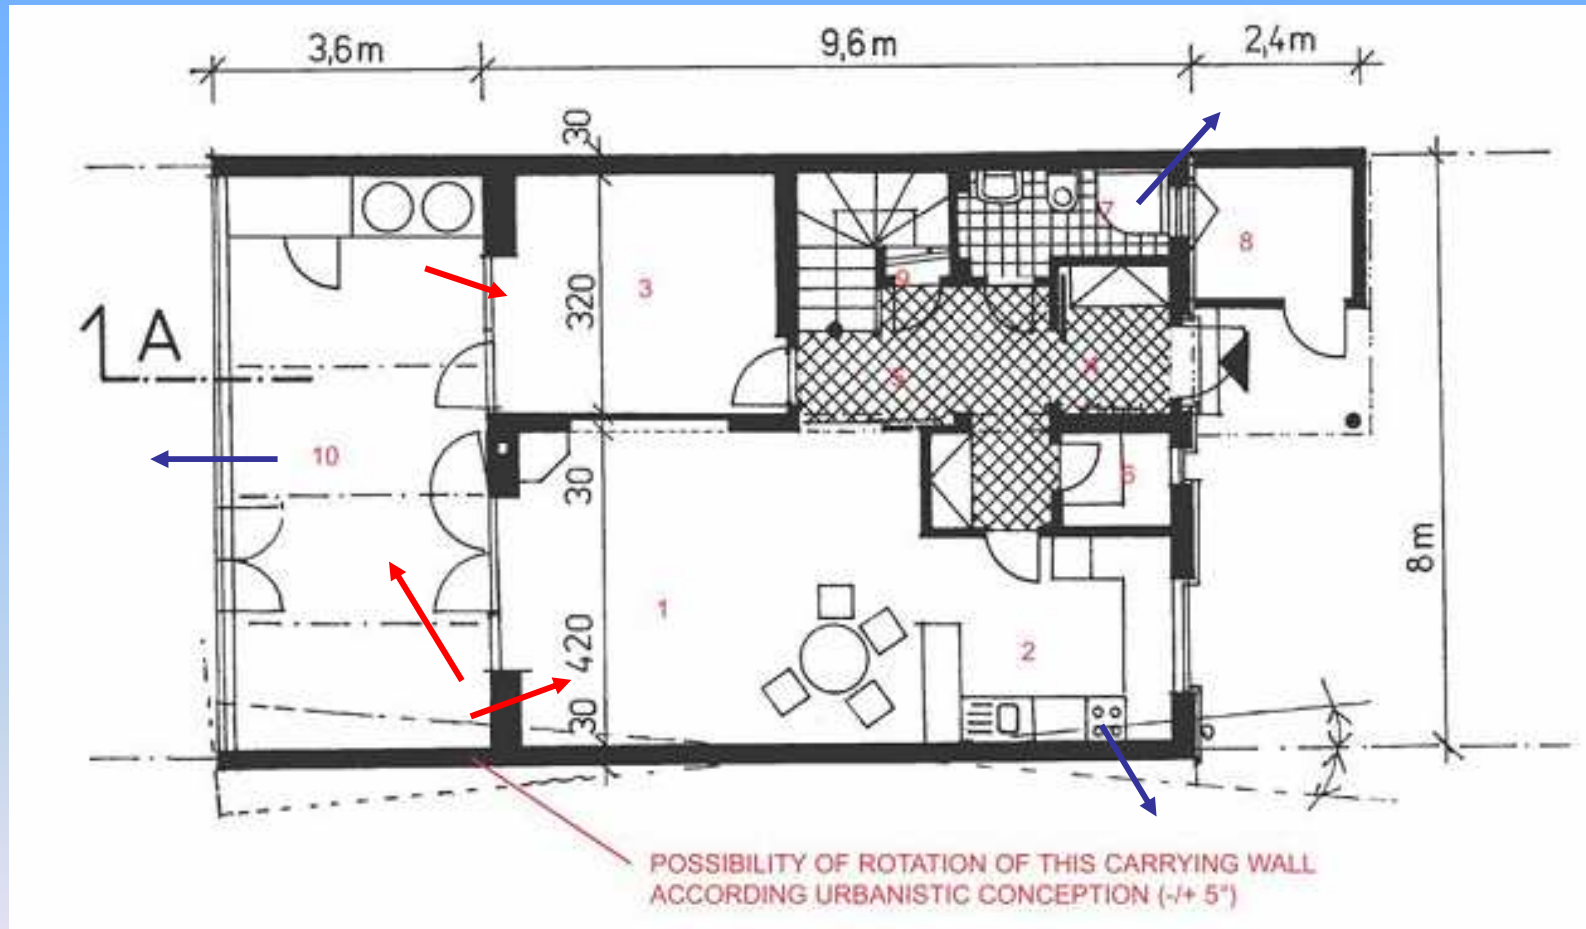 3,6m
9,6m
2,4m
30
7
8
3
320
9
A
5
4
10
30
6
8m
1
420
2
30
POSSIBILITY OF ROTATION OF THIS CARRYING WALL
ACCORDING URBANISTIC CONCEPTION (-/+ 5°)